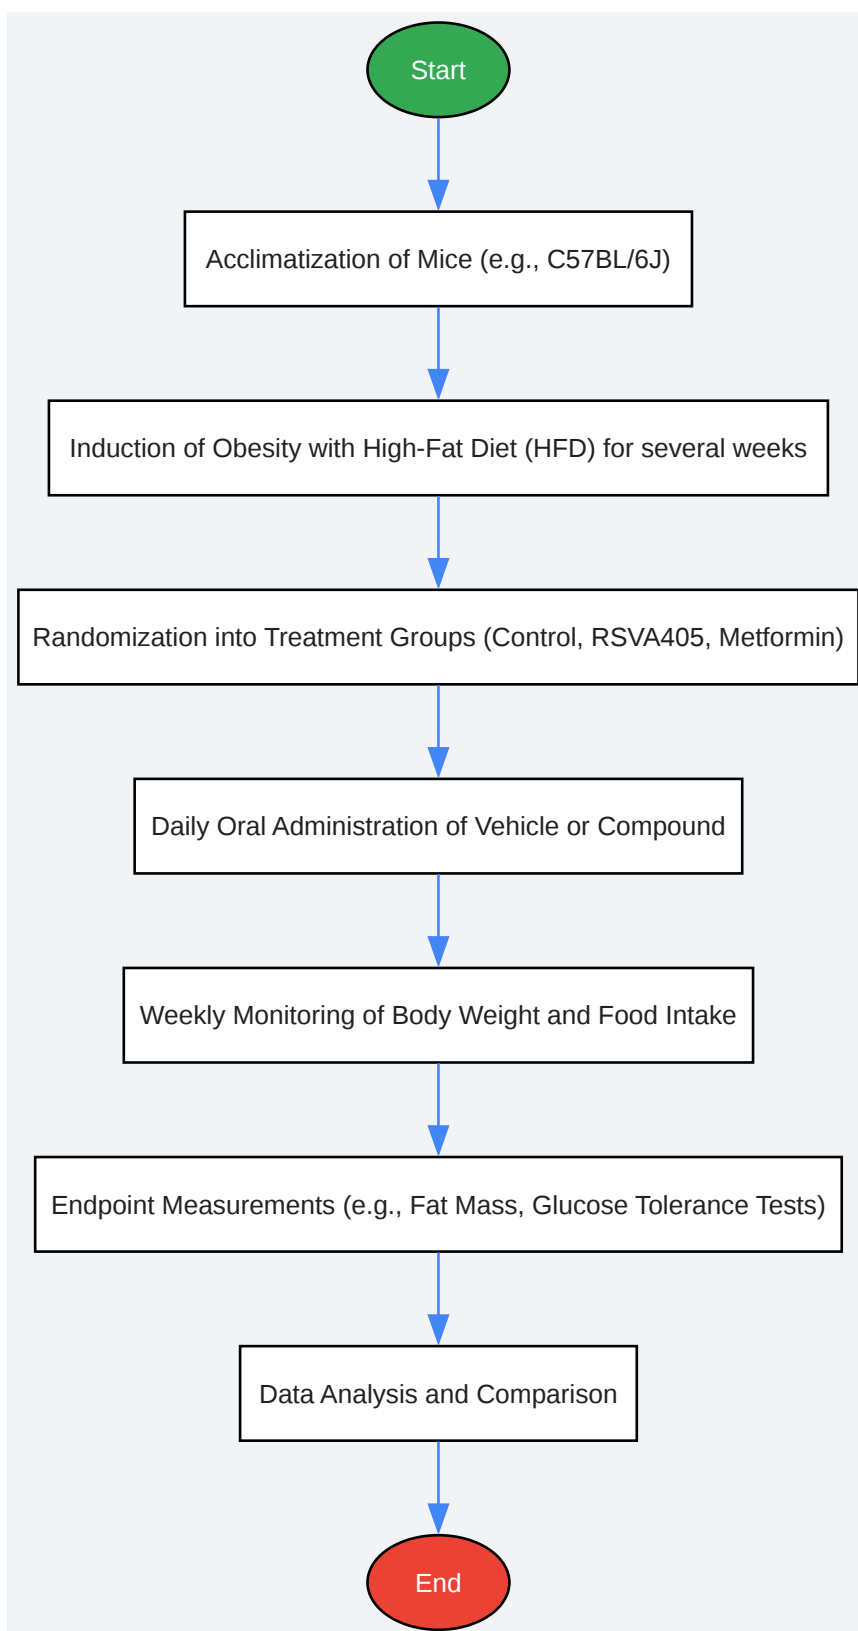 Start
Acclimatization of Mice (e.g., C57BL/6J)
Induction of Obesity with High-Fat Diet (HFD) for several weeks
Randomization into Treatment Groups (Control, RSVA405, Metformin)
Daily Oral Administration of Vehicle or Compound
Weekly Monitoring of Body Weight and Food Intake
Endpoint Measurements (e.g., Fat Mass, Glucose Tolerance Tests)
Data Analysis and Comparison
End